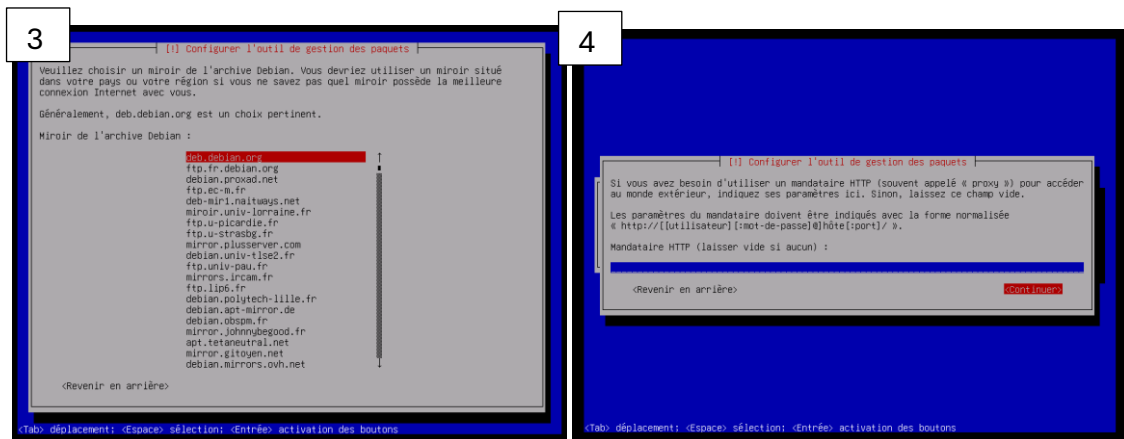 3
[!] Configurer l'outil de gestion des paquets
Veuillez choisir un miroir de l'archive Debian. Vous devriez utiliser un miroir situé
dans votre pays ou votre région si vous ne savez pas quel miroir possède la meilleure
connexion Internet avec vous.
Généralement, deb.debian.org est un choix pertinent.
Miroir de l'archive Debian :
deb.debian.org
ftp.fr.debian.org
debian.proxad.net
ftp.ec-m.fr
deb-mir1.naitways.net
miroir.univ-lorraine.fr
ftp.u-picardie.fr
ftp.u-strasbg.fr
mirror.plusserver.com
debian.univ-tlse2.fr
ftp.univ-pau.fr
mirrors.ircam.fr
ftp.lip6.fr
debian.polytech-lille.fr
debian.apt-mirror.de
debian.obspm.fr
mirror.johnnybegood.fr
apt.tetaneutral.net
mirror.gitoyen.net
debian.mirrors.ovh.net
<Revenir en arrière>
<Tab> déplacement; <Espace> sélection; <Entrée> activation des boutons
4
[!] Configurer l'outil de gestion des paquets
Si vous avez besoin d'utiliser un mandataire HTTP (souvent appelé « proxy ») pour accéder
au monde extérieur, indiquez ses paramètres ici. Sinon, laissez ce champ vide.
Les paramètres du mandataire doivent être indiqués avec la forme normalisée
« http://[[utilisateur][:mot-de-passe]@]hôte[:port]/ ».
Mandataire HTTP (laisser vide si aucun) :
<Revenir en arrière>
<Continuer>
<Tab> déplacement; <Espace> sélection; <Entrée> activation des boutons